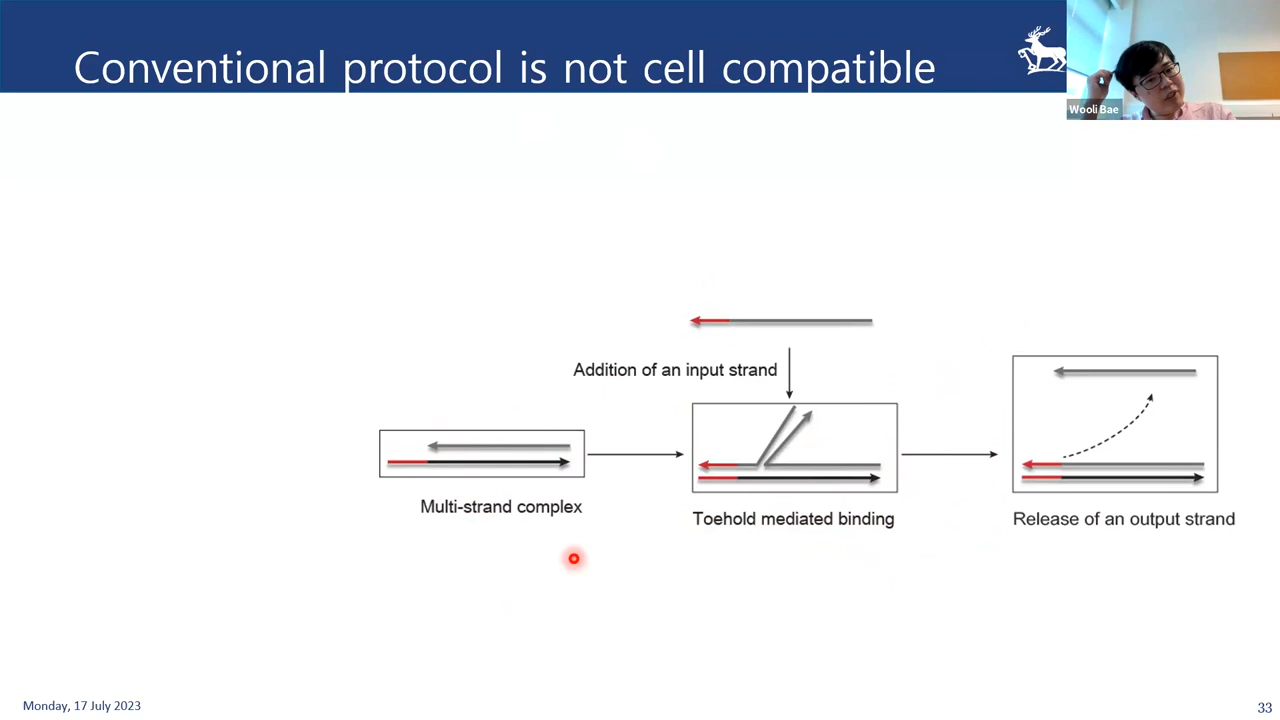 Conventional protocol is not cell compatible
Wooli Bae
Addition of an input strand
Multi-strand complex
Toehold mediated binding
Release of an output strand
Monday, 17 July 2023
33